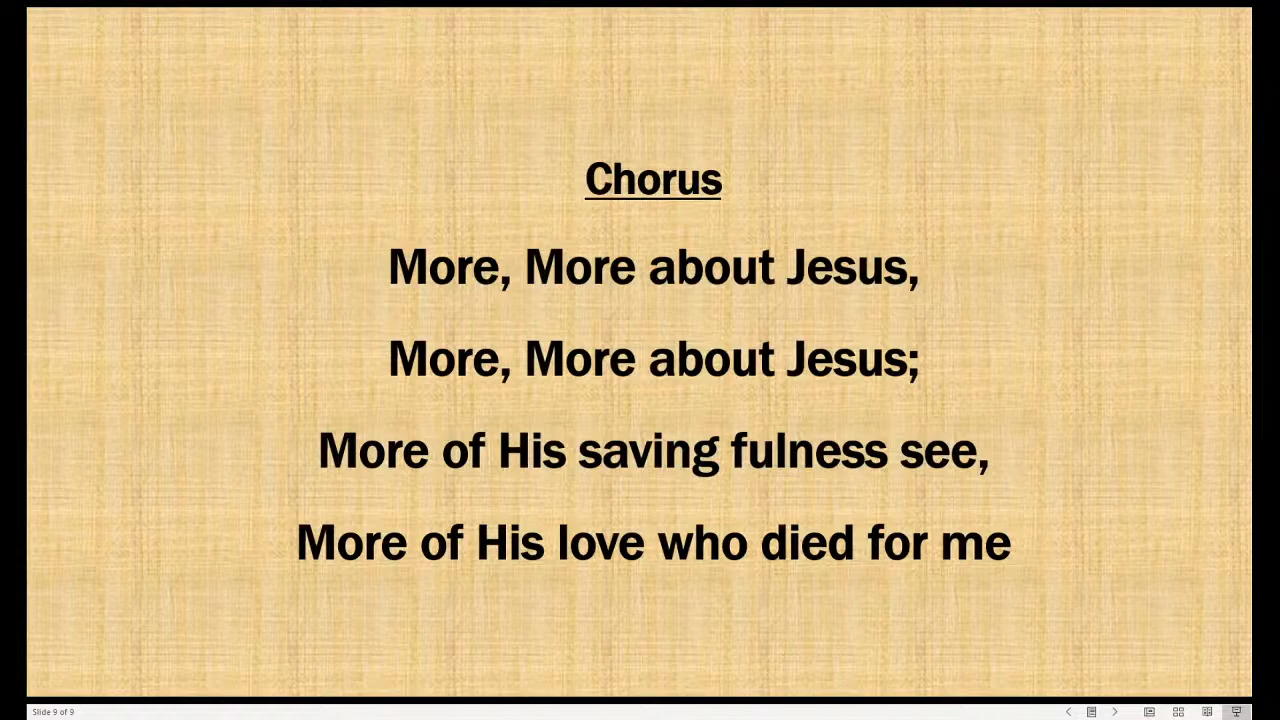 Chorus
More, More about Jesus,
More, More about Jesus;
More of His saving fulness see,
More of His love who died for me
Slide 9 of 9